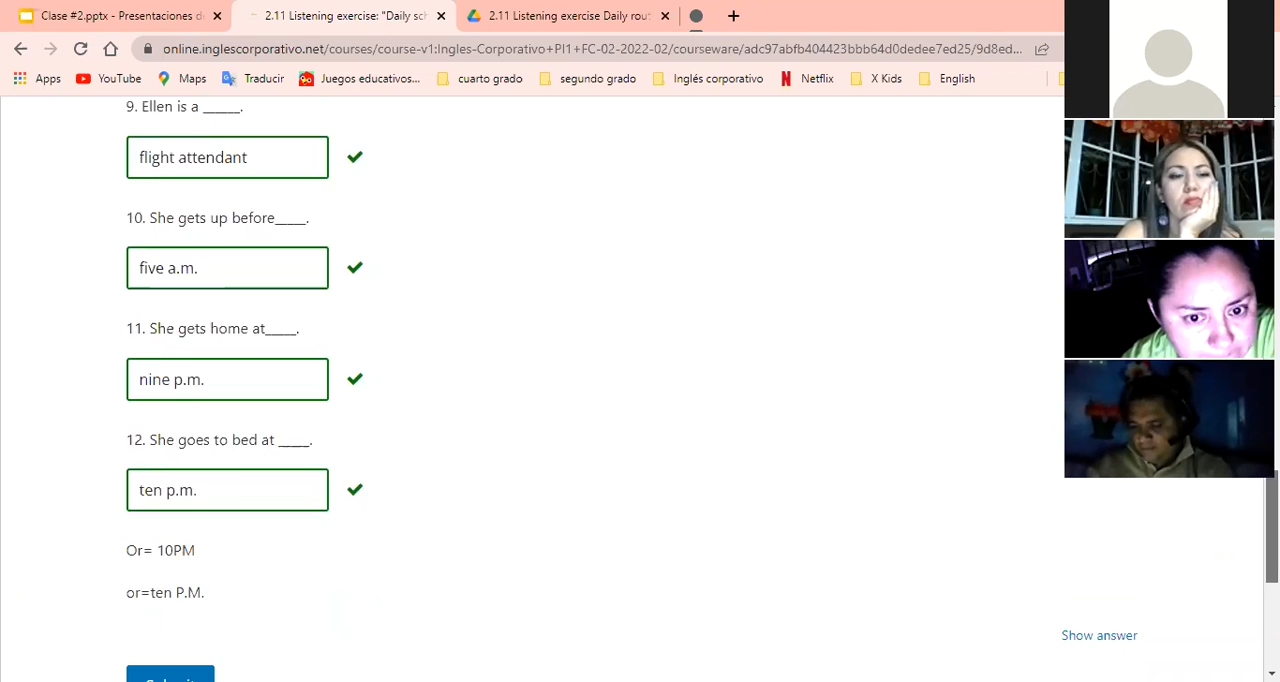 Clase #2.pptx - Presentaciones d
2.11 Listening exercise: "Daily sch
2.11 Listening exercise Daily rout
online.inglescorporativo.net/courses/course-v1:Ingles-Corporativo+PI1+FC-02-2022-02/courseware/adc97abfb404423bbb64d0dedee7ed25/9d8ed...
Apps YouTube Maps Traducir Juegos educativos... cuarto grado segundo grado Inglés corporativo Netflix X Kids English
9. Ellen is a ______.
flight attendant
10. She gets up before_____.
five a.m.
11. She gets home at_____.
nine p.m.
12. She goes to bed at _____.
ten p.m.
Or= 10PM
or=ten P.M.
Show answer
Submit